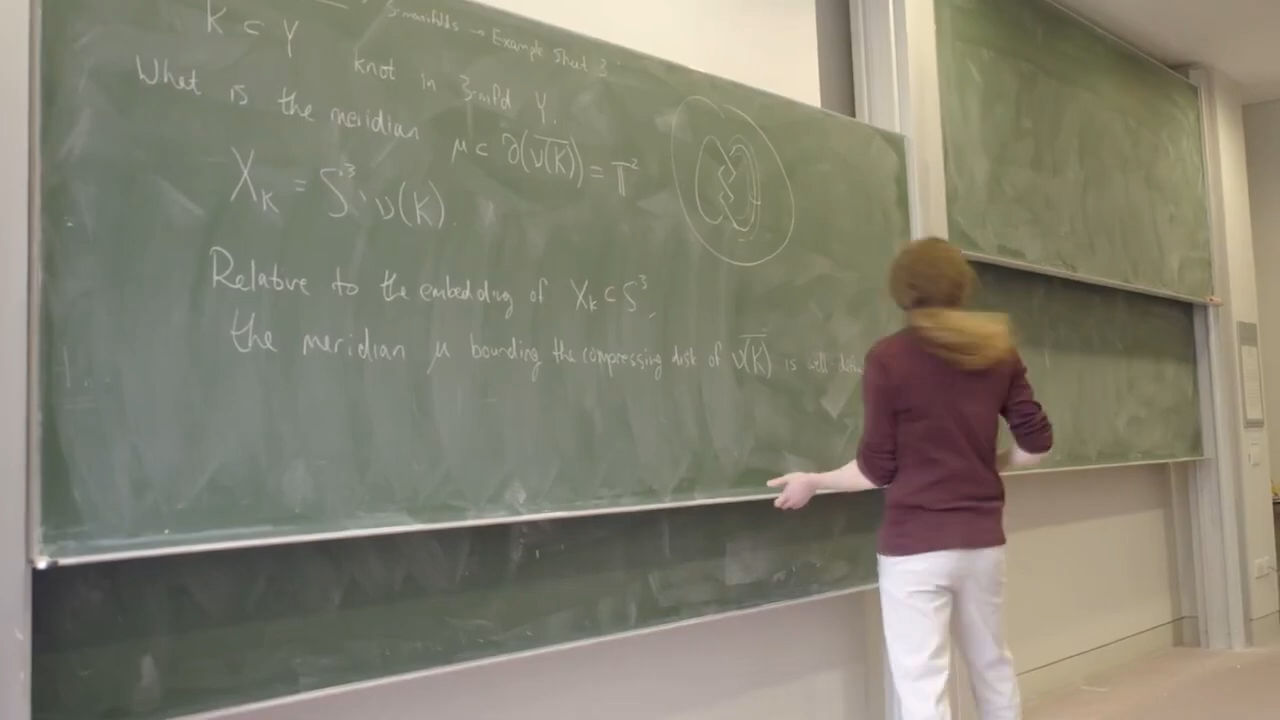 3-manifolds → Example Sheet 3
K ⊂ Y knot in 3-mfd Y.
What is the meridian μ ⊂ ∂(ν(K)‾) = 𝕋²
X_K = S³ \ ν(K).
Relative to the embedding of X_K ⊂ S³,
the meridian μ bounding the compressing disk of ν(K)‾ is well